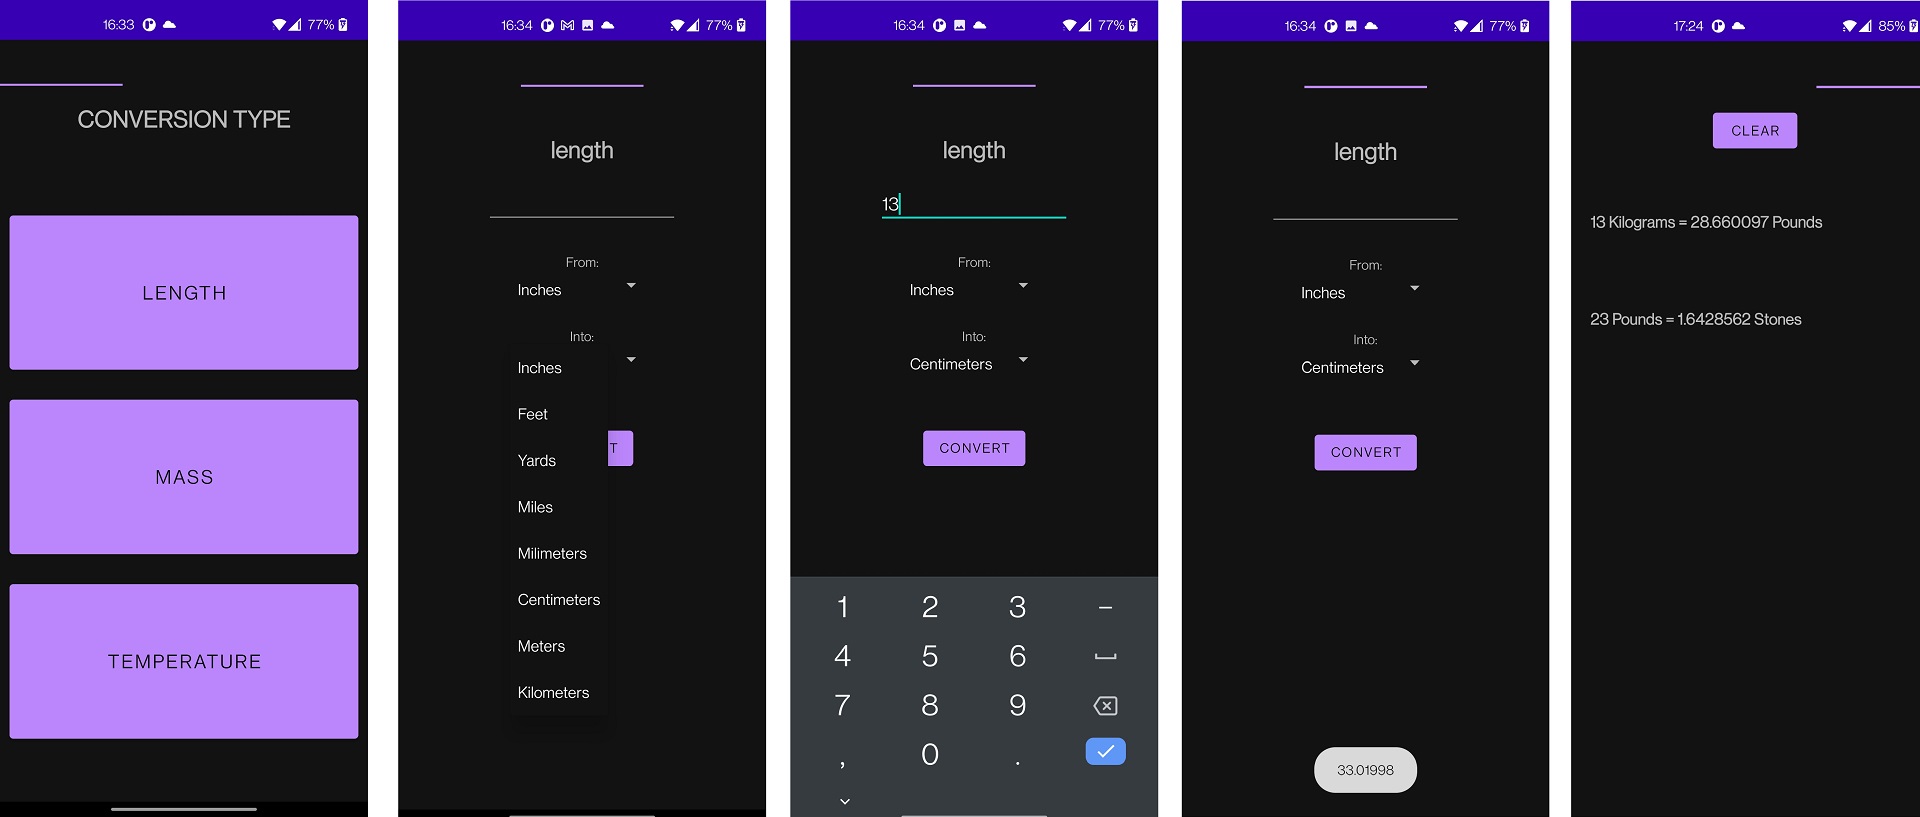 16:33 77%
CONVERSION TYPE
LENGTH
MASS
TEMPERATURE
16:34 77%
length
From:
Inches
Into:
Inches
Feet
T
Yards
Miles
Milimeters
Centimeters
Meters
Kilometers
16:34 77%
length
13
From:
Inches
Into:
Centimeters
CONVERT
1 2 3 –
4 5 6
7 8 9
, 0 .
16:34 77%
length
From:
Inches
Into:
Centimeters
CONVERT
33.01998
17:24 85%
CLEAR
13 Kilograms = 28.660097 Pounds
23 Pounds = 1.6428562 Stones